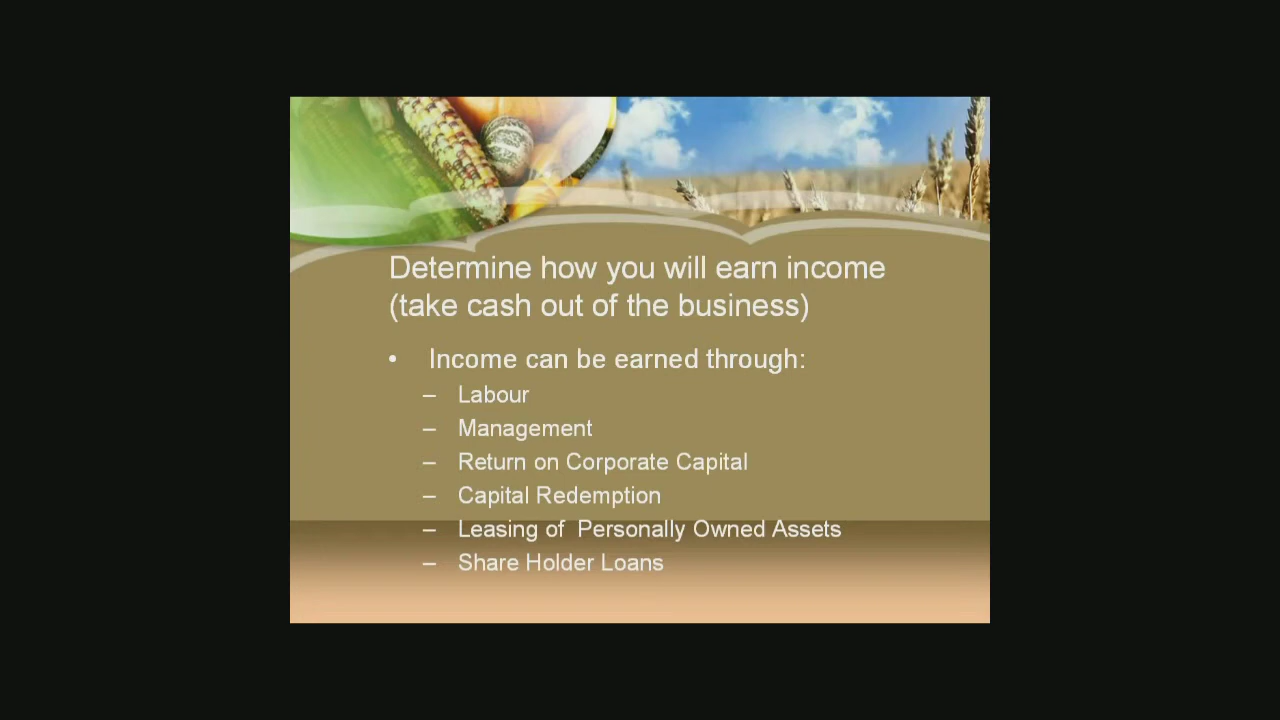 Determine how you will earn income
(take cash out of the business)
• Income can be earned through:
– Labour
– Management
– Return on Corporate Capital
– Capital Redemption
– Leasing of  Personally Owned Assets
– Share Holder Loans